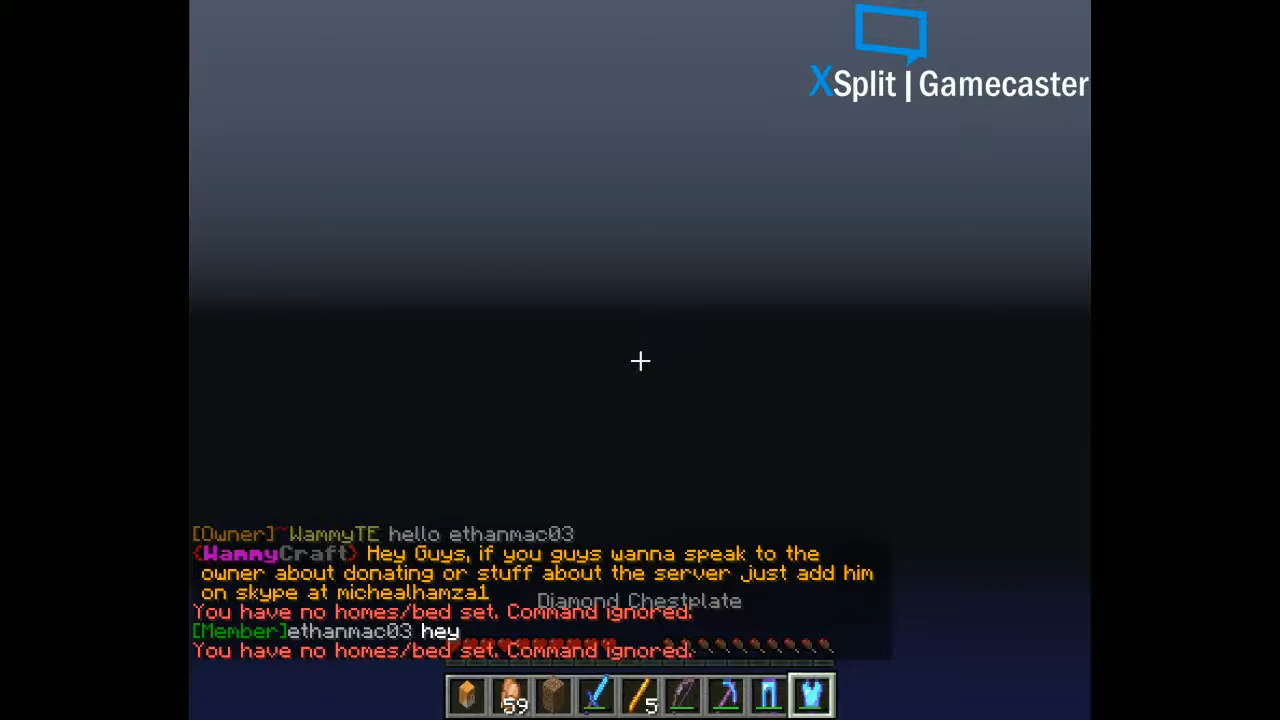 XSplit | Gamecaster
[Owner]~WammyTE hello ethanmac03
(WammyCraft) Hey Guys, if you guys wanna speak to the
owner about donating or stuff about the server just add him
on skype at michealhamza1
Diamond Chestplate
You have no homes/bed set. Command ignored.
[Member]ethanmac03 hey
You have no homes/bed set. Command ignored.
59
5